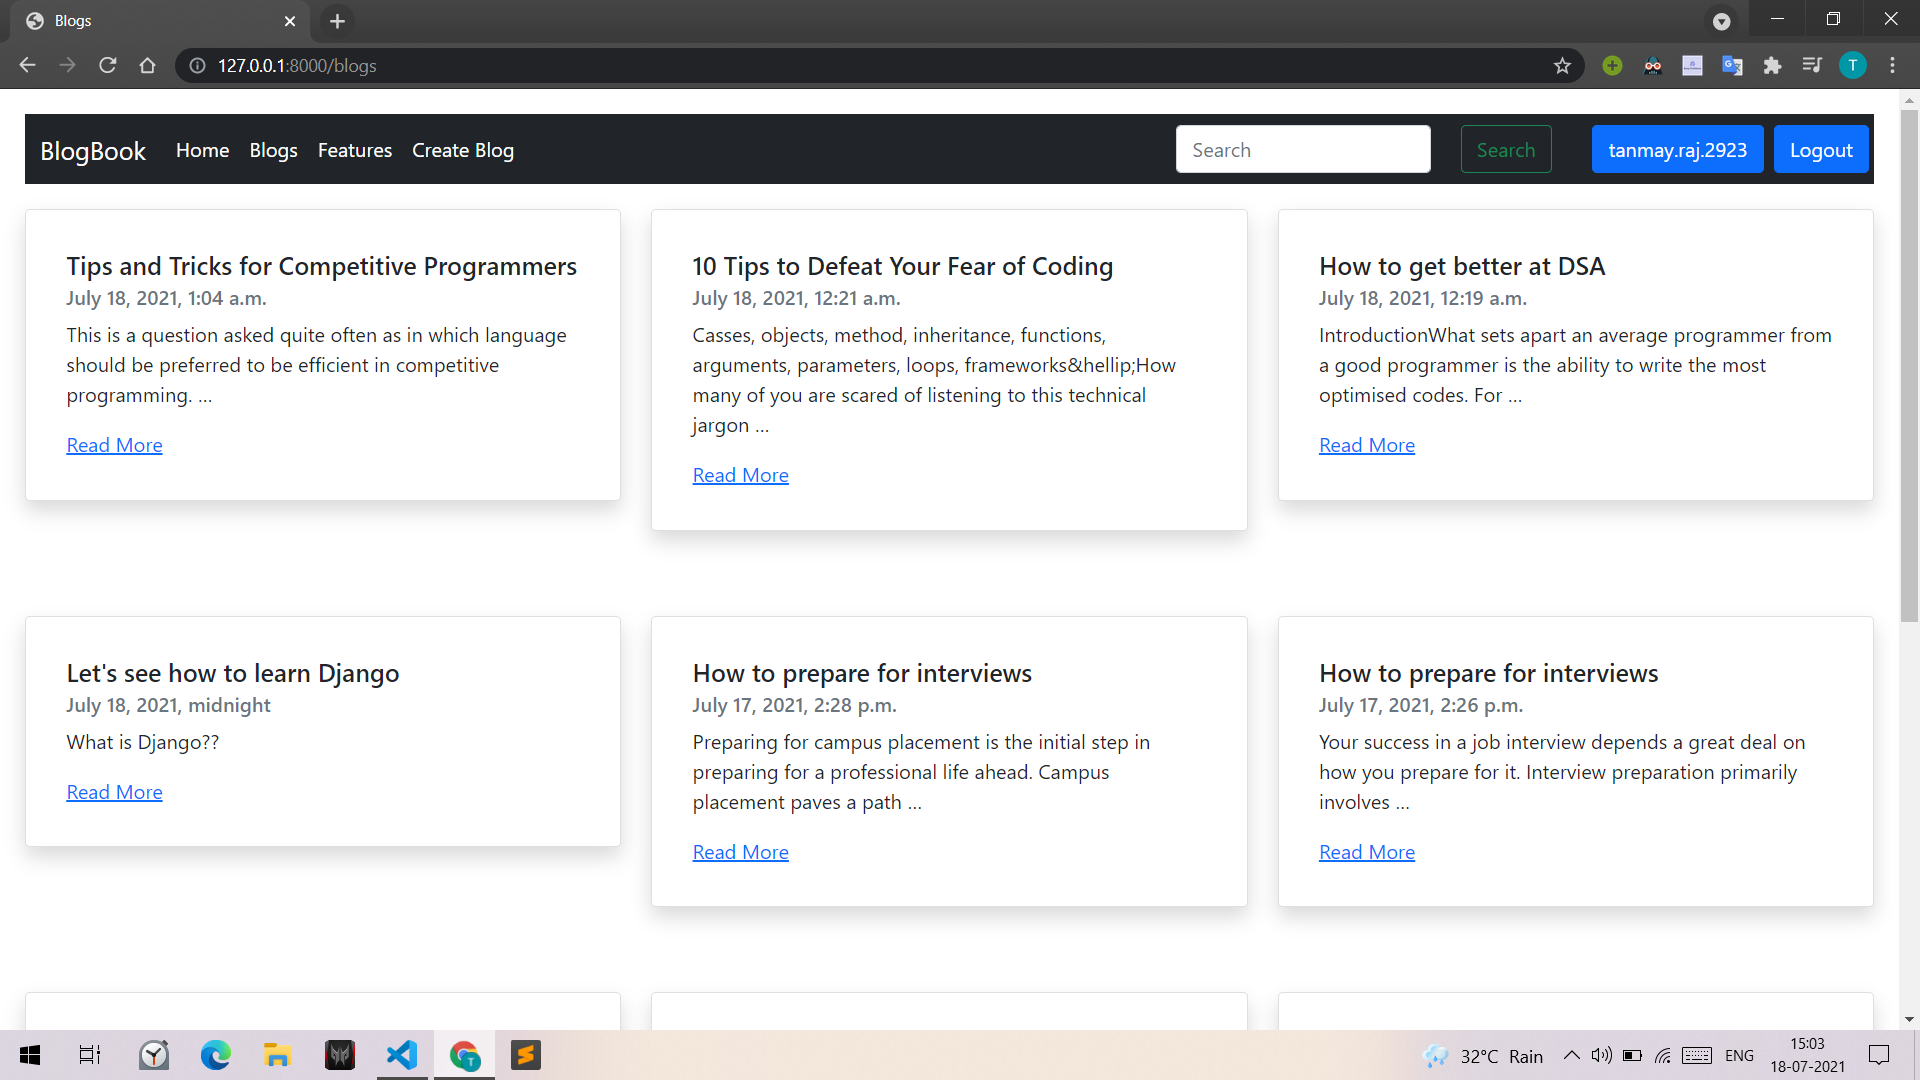 Blogs
127.0.0.1:8000/blogs
T
BlogBook
Home
Blogs
Features
Create Blog
Search
Search
tanmay.raj.2923
Logout
Tips and Tricks for Competitive Programmers
July 18, 2021, 1:04 a.m.
This is a question asked quite often as in which language
should be preferred to be efficient in competitive
programming. …
Read More
10 Tips to Defeat Your Fear of Coding
July 18, 2021, 12:21 a.m.
Casses, objects, method, inheritance, functions,
arguments, parameters, loops, frameworks&hellip;How
many of you are scared of listening to this technical
jargon …
Read More
How to get better at DSA
July 18, 2021, 12:19 a.m.
IntroductionWhat sets apart an average programmer from
a good programmer is the ability to write the most
optimised codes. For …
Read More
Let's see how to learn Django
July 18, 2021, midnight
What is Django??
Read More
How to prepare for interviews
July 17, 2021, 2:28 p.m.
Preparing for campus placement is the initial step in
preparing for a professional life ahead. Campus
placement paves a path …
Read More
How to prepare for interviews
July 17, 2021, 2:26 p.m.
Your success in a job interview depends a great deal on
how you prepare for it. Interview preparation primarily
involves …
Read More
32°C Rain
ENG
15:03
18-07-2021